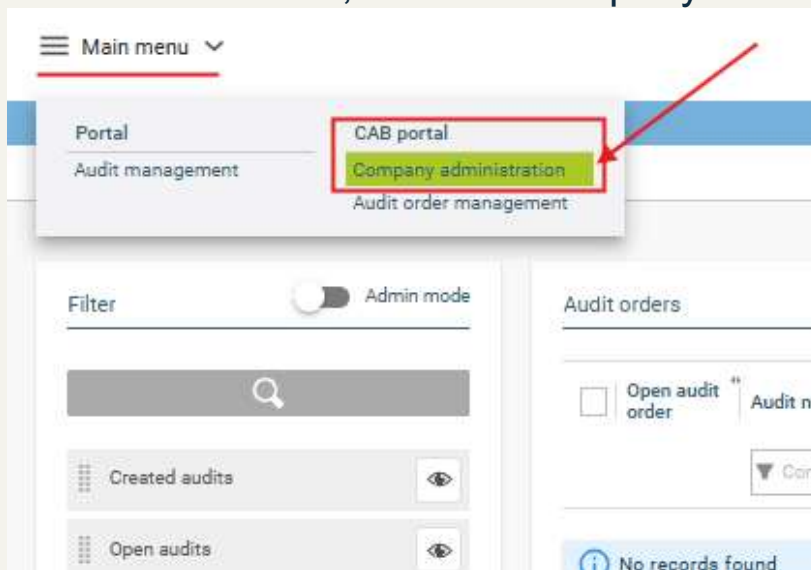 Main menu
Portal
CAB portal
Audit management
Company administration
Audit order management
Filter
Admin mode
Audit orders
Open audit
order
Audit n
Created audits
Open audits
No records found